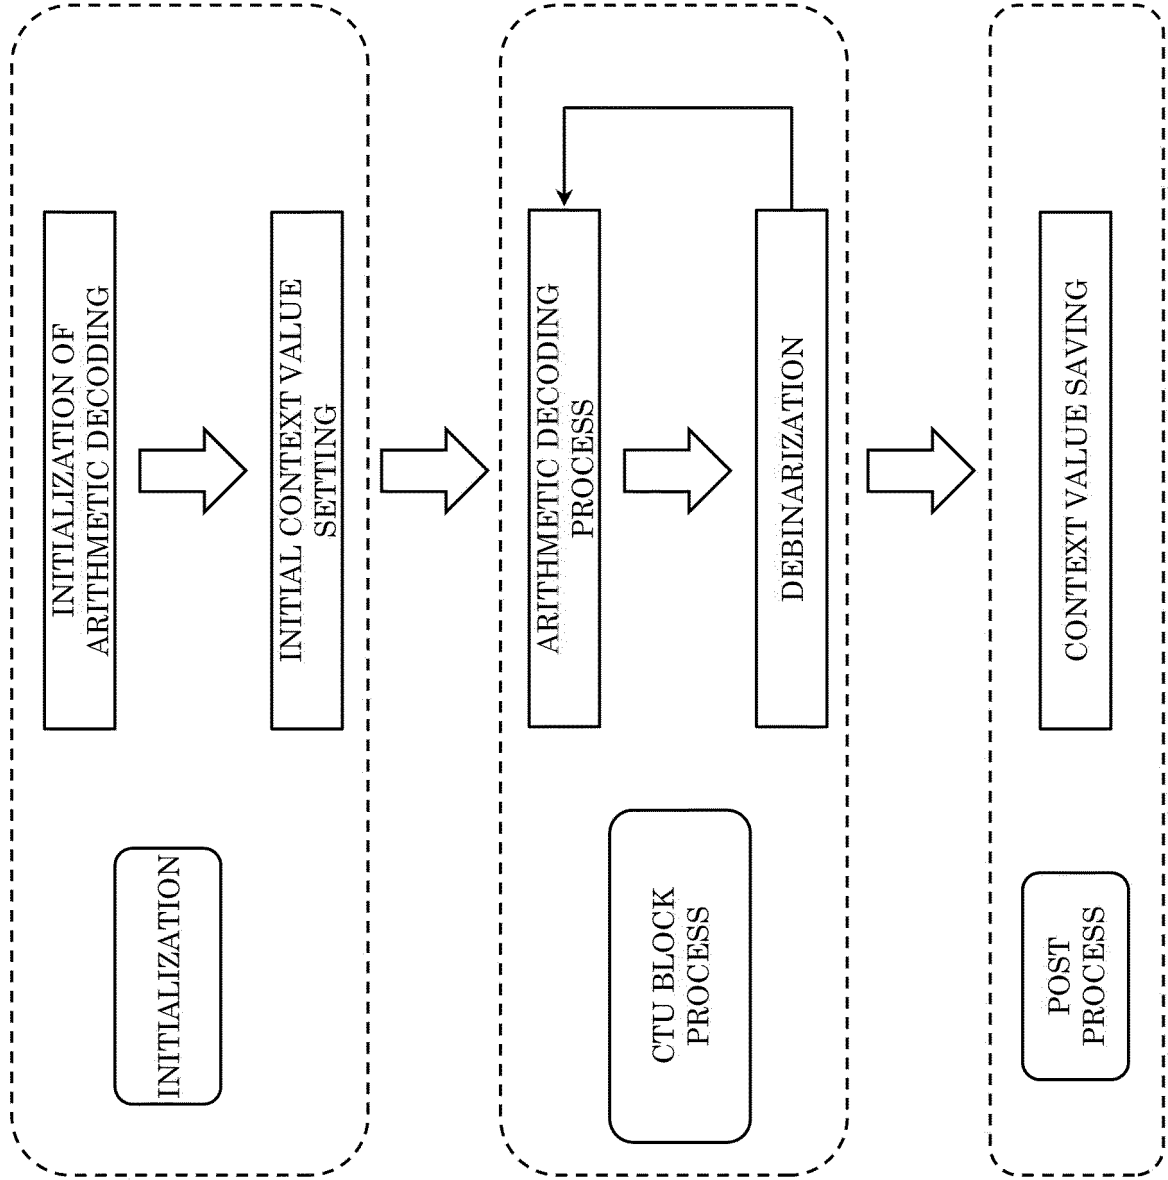 INITIALIZATION
INITIALIZATION OF
ARITHMETIC DECODING
INITIAL CONTEXT VALUE
SETTING
CTU BLOCK
PROCESS
ARITHMETIC DECODING
PROCESS
DEBINARIZATION
POST
PROCESS
CONTEXT VALUE SAVING